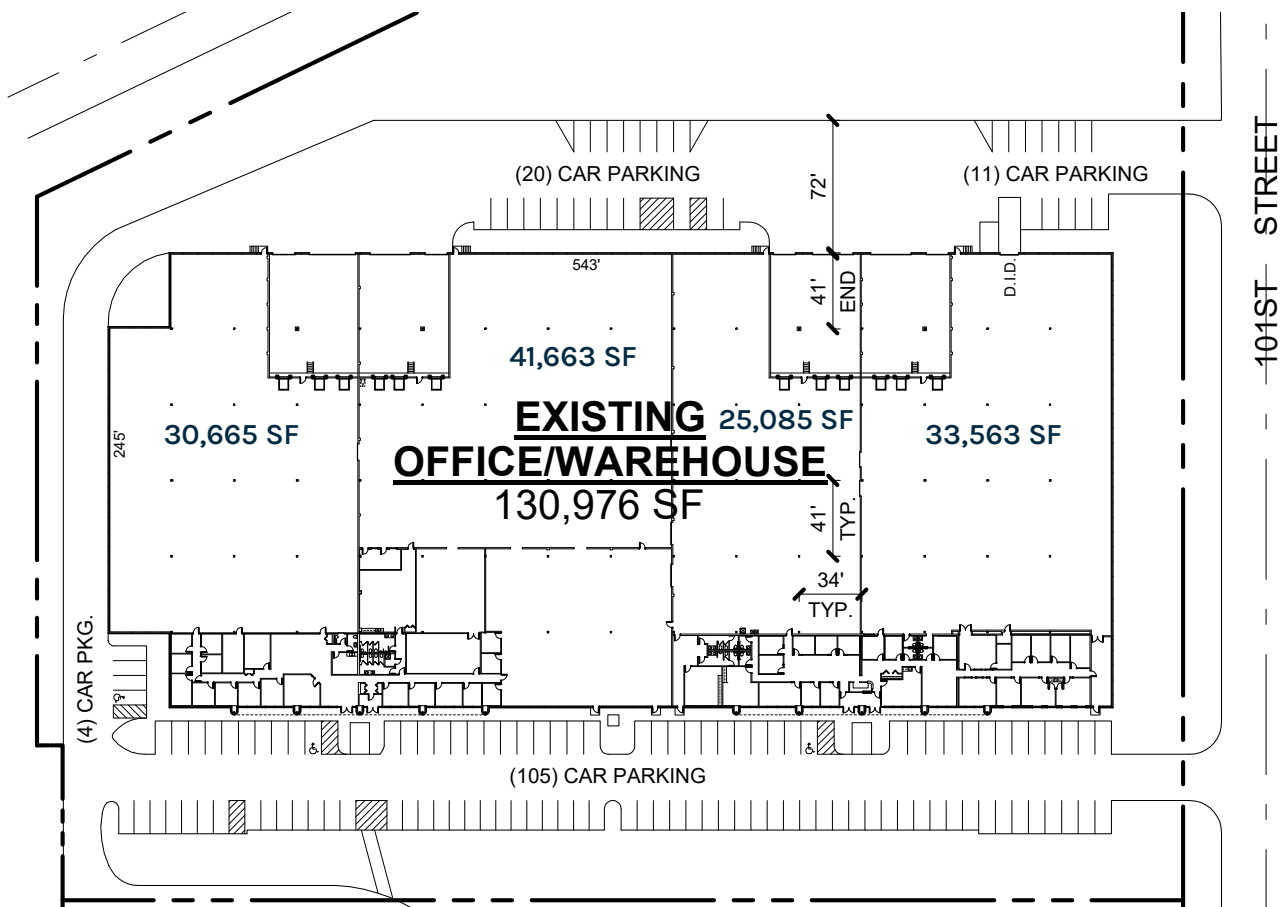 (20) CAR PARKING
(11) CAR PARKING
72'
101ST STREET
543'
41'
END
D.I.D.
41,663 SF
30,665 SF
25,085 SF
33,563 SF
245'
EXISTING
OFFICE/WAREHOUSE
130,976 SF
41'
TYP.
34'
TYP.
(4) CAR PKG.
(105) CAR PARKING